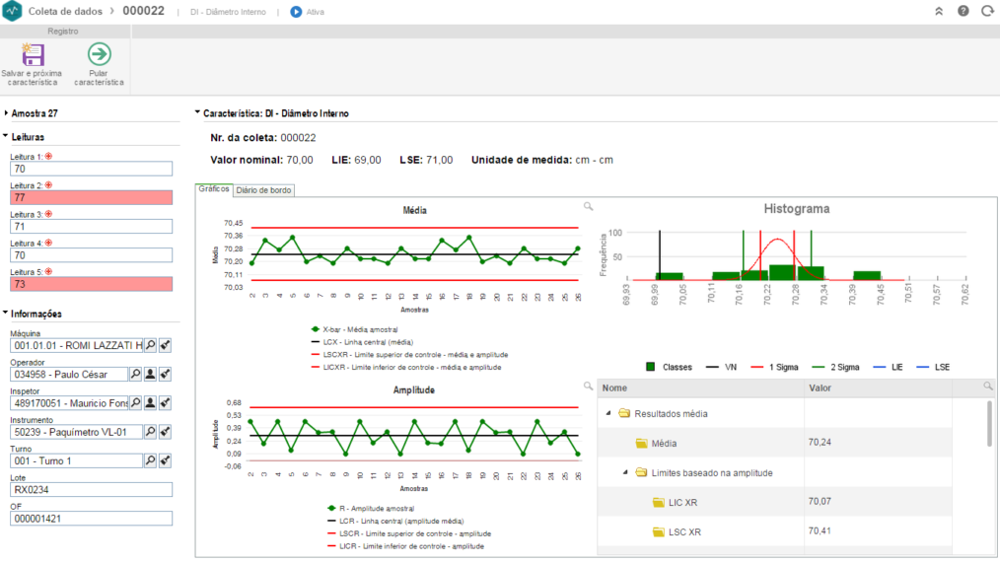 Coleta de dados > 000022 | DI - Diâmetro Interno | Ativa
Registro
Salvar e próxima característica
Pular característica
Amostra 27
Leituras
Leitura 1:
70
Leitura 2:
77
Leitura 3:
71
Leitura 4:
70
Leitura 5:
73
Informações
Máquina
001.01.01 - ROMI LAZZATI H
Operador
034958 - Paulo César
Inspetor
489170051 - Mauricio Fons
Instrumento
50239 - Paquímetro VL-01
Turno
001 - Turno 1
Lote
RX0234
OF
000001421
Característica: DI - Diâmetro Interno
Nr. da coleta: 000022
Valor nominal: 70,00 LIE: 69,00 LSE: 71,00 Unidade de medida: cm - cm
Gráficos Diário de bordo
Média
Média
70,45
70,36
70,28
70,20
70,11
70,03
2 3 4 5 6 7 8 9 10 11 12 13 14 15 16 17 18 19 20 21 22 23 24 25 26
Amostras
X-bar - Média amostral
LCX - Linha central (média)
LSCXR - Limite superior de controle - média e amplitude
LICXR - Limite inferior de controle - média e amplitude
Amplitude
Amplitude
0,68
0,53
0,39
0,24
0,09
-0,06
2 3 4 5 6 7 8 9 10 11 12 13 14 15 16 17 18 19 20 21 22 23 24 25 26
Amostras
R - Amplitude amostral
LCR - Linha central (amplitude média)
LSCR - Limite superior de controle - amplitude
LICR - Limite inferior de controle - amplitude
Histograma
Frequência
100
50
69,93 69,99 70,05 70,11 70,16 70,22 70,28 70,34 70,39 70,45 70,51 70,57 70,62
Classes VN 1 Sigma 2 Sigma LIE LSE
Nome Valor
Resultados média
Média 70,24
Limites baseado na amplitude
LIC XR 70,07
LSC XR 70,41